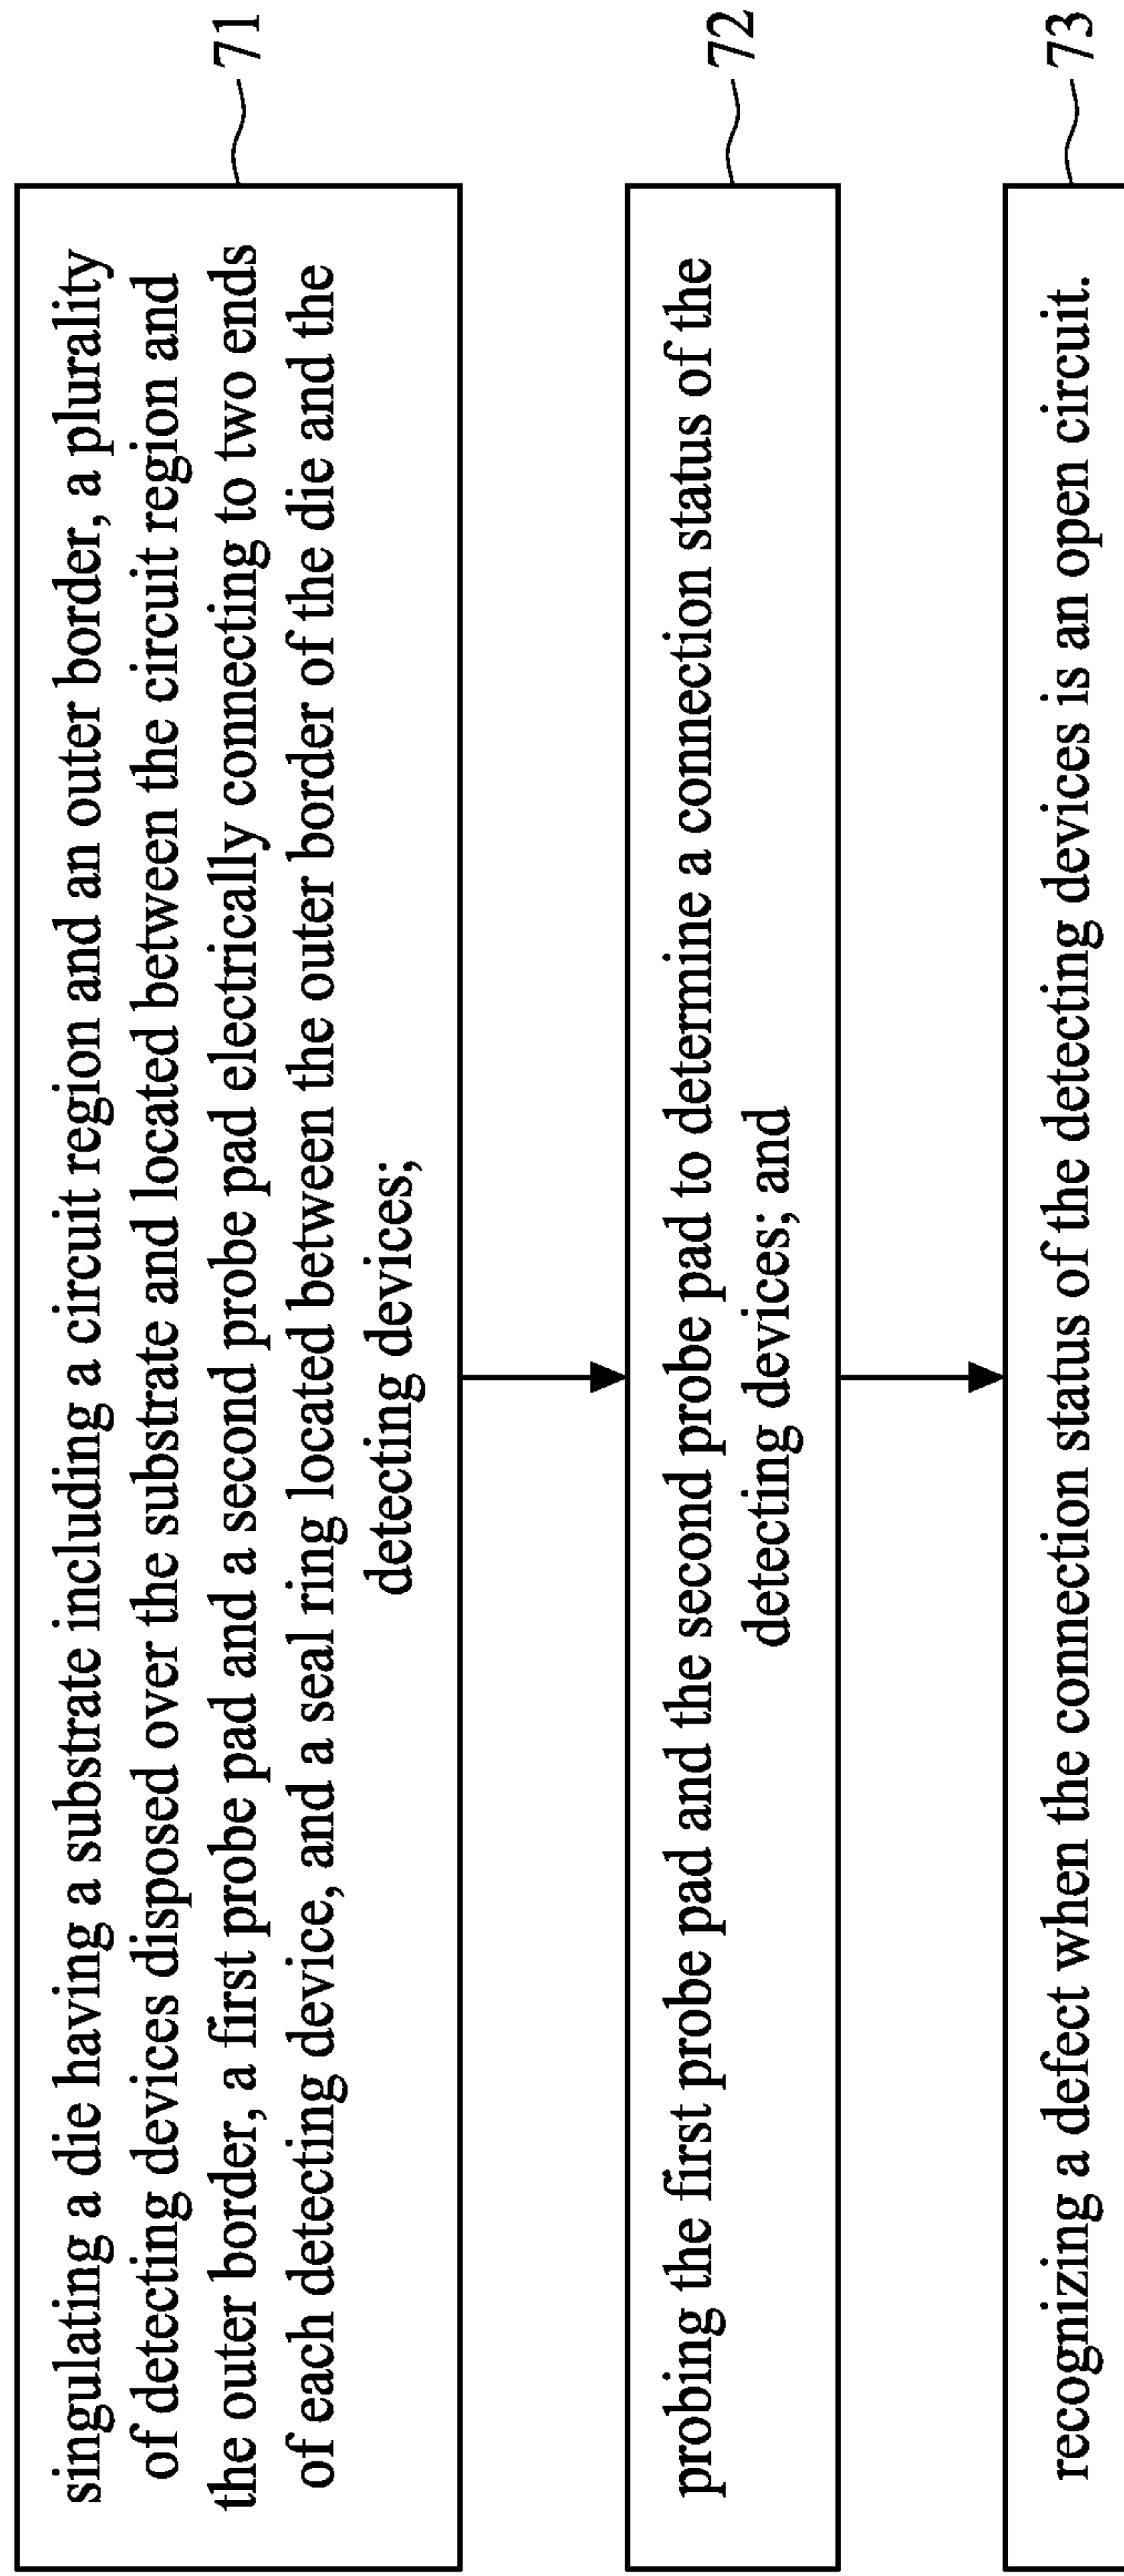 singulating a die having a substrate including a circuit region and an outer border, a plurality
of detecting devices disposed over the substrate and located between the circuit region and
the outer border, a first probe pad and a second probe pad electrically connecting to two ends
of each detecting device, and a seal ring located between the outer border of the die and the
detecting devices;
71
probing the first probe pad and the second probe pad to determine a connection status of the
detecting devices; and
72
recognizing a defect when the connection status of the detecting devices is an open circuit.
73